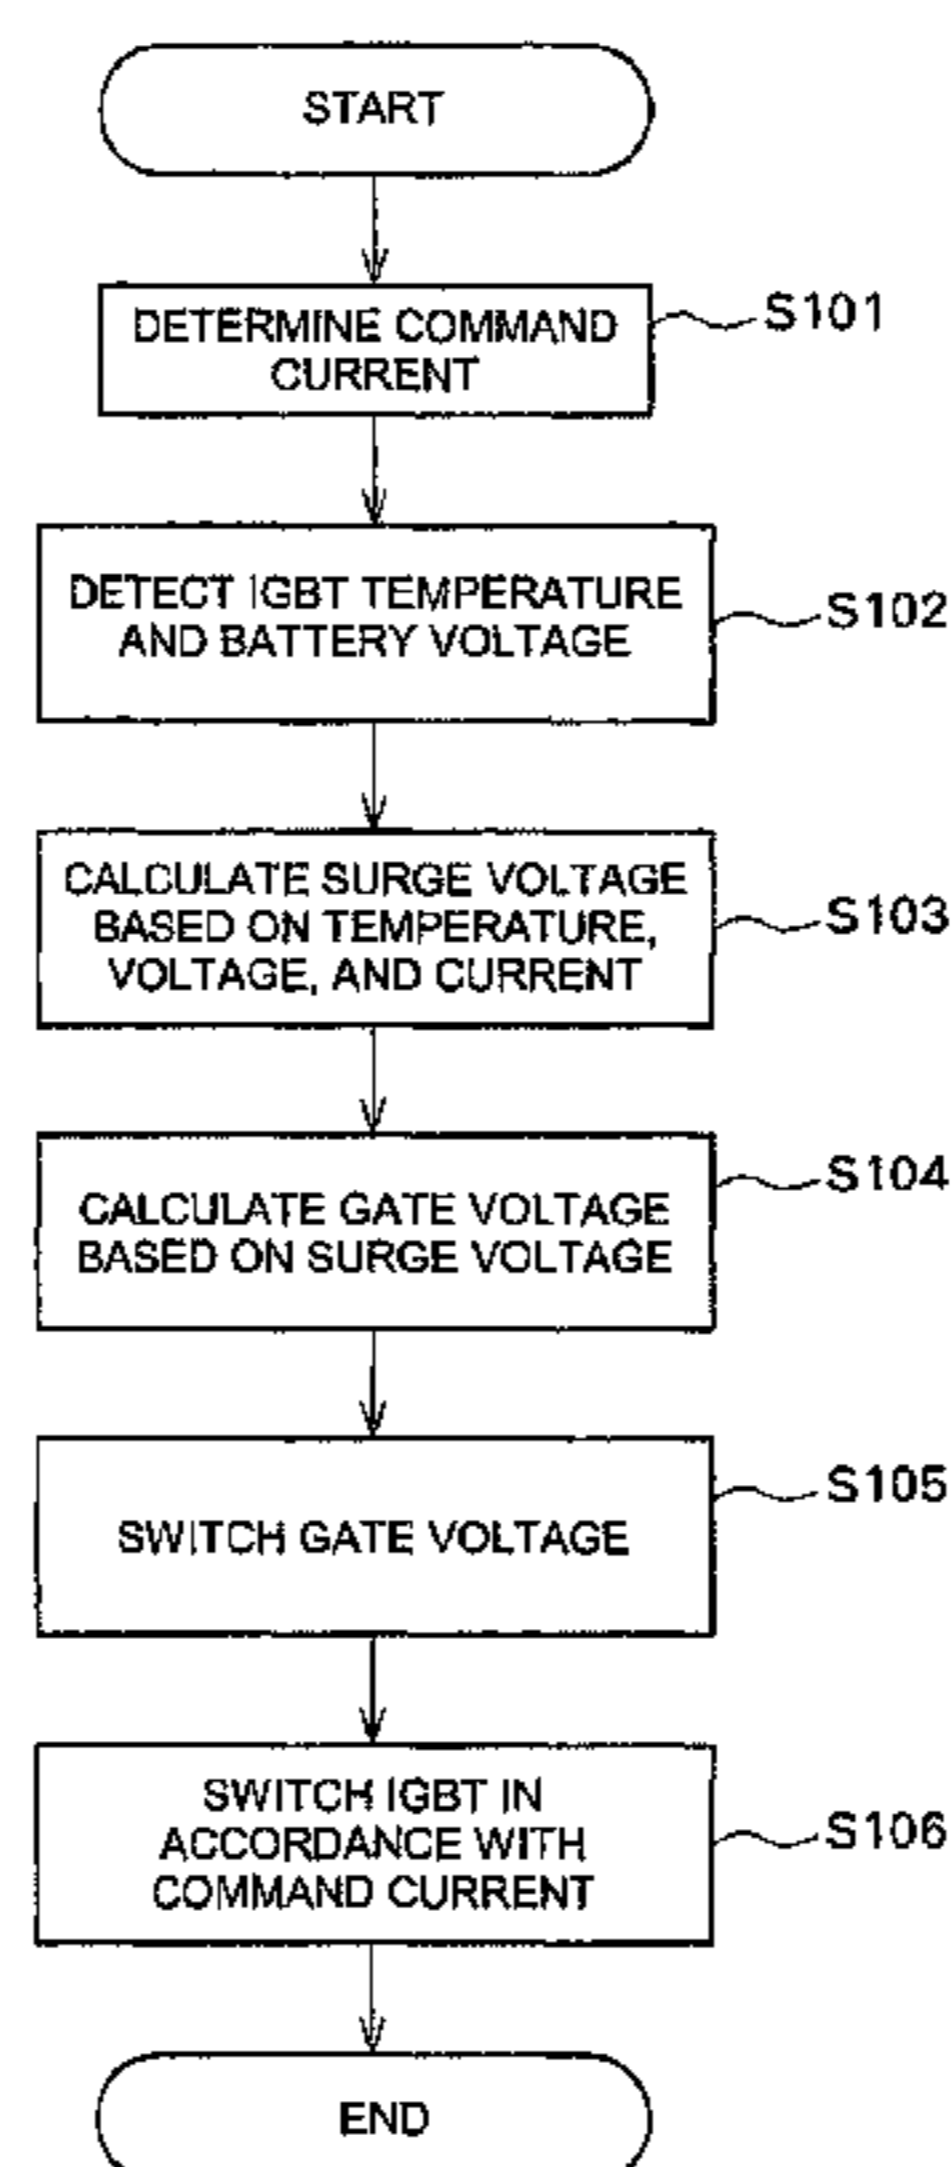 START
DETERMINE COMMAND
CURRENT
S101
DETECT IGBT TEMPERATURE
AND BATTERY VOLTAGE
S102
CALCULATE SURGE VOLTAGE
BASED ON TEMPERATURE,
VOLTAGE, AND CURRENT
S103
CALCULATE GATE VOLTAGE
BASED ON SURGE VOLTAGE
S104
SWITCH GATE VOLTAGE
S105
SWITCH IGBT IN
ACCORDANCE WITH
COMMAND CURRENT
S106
END